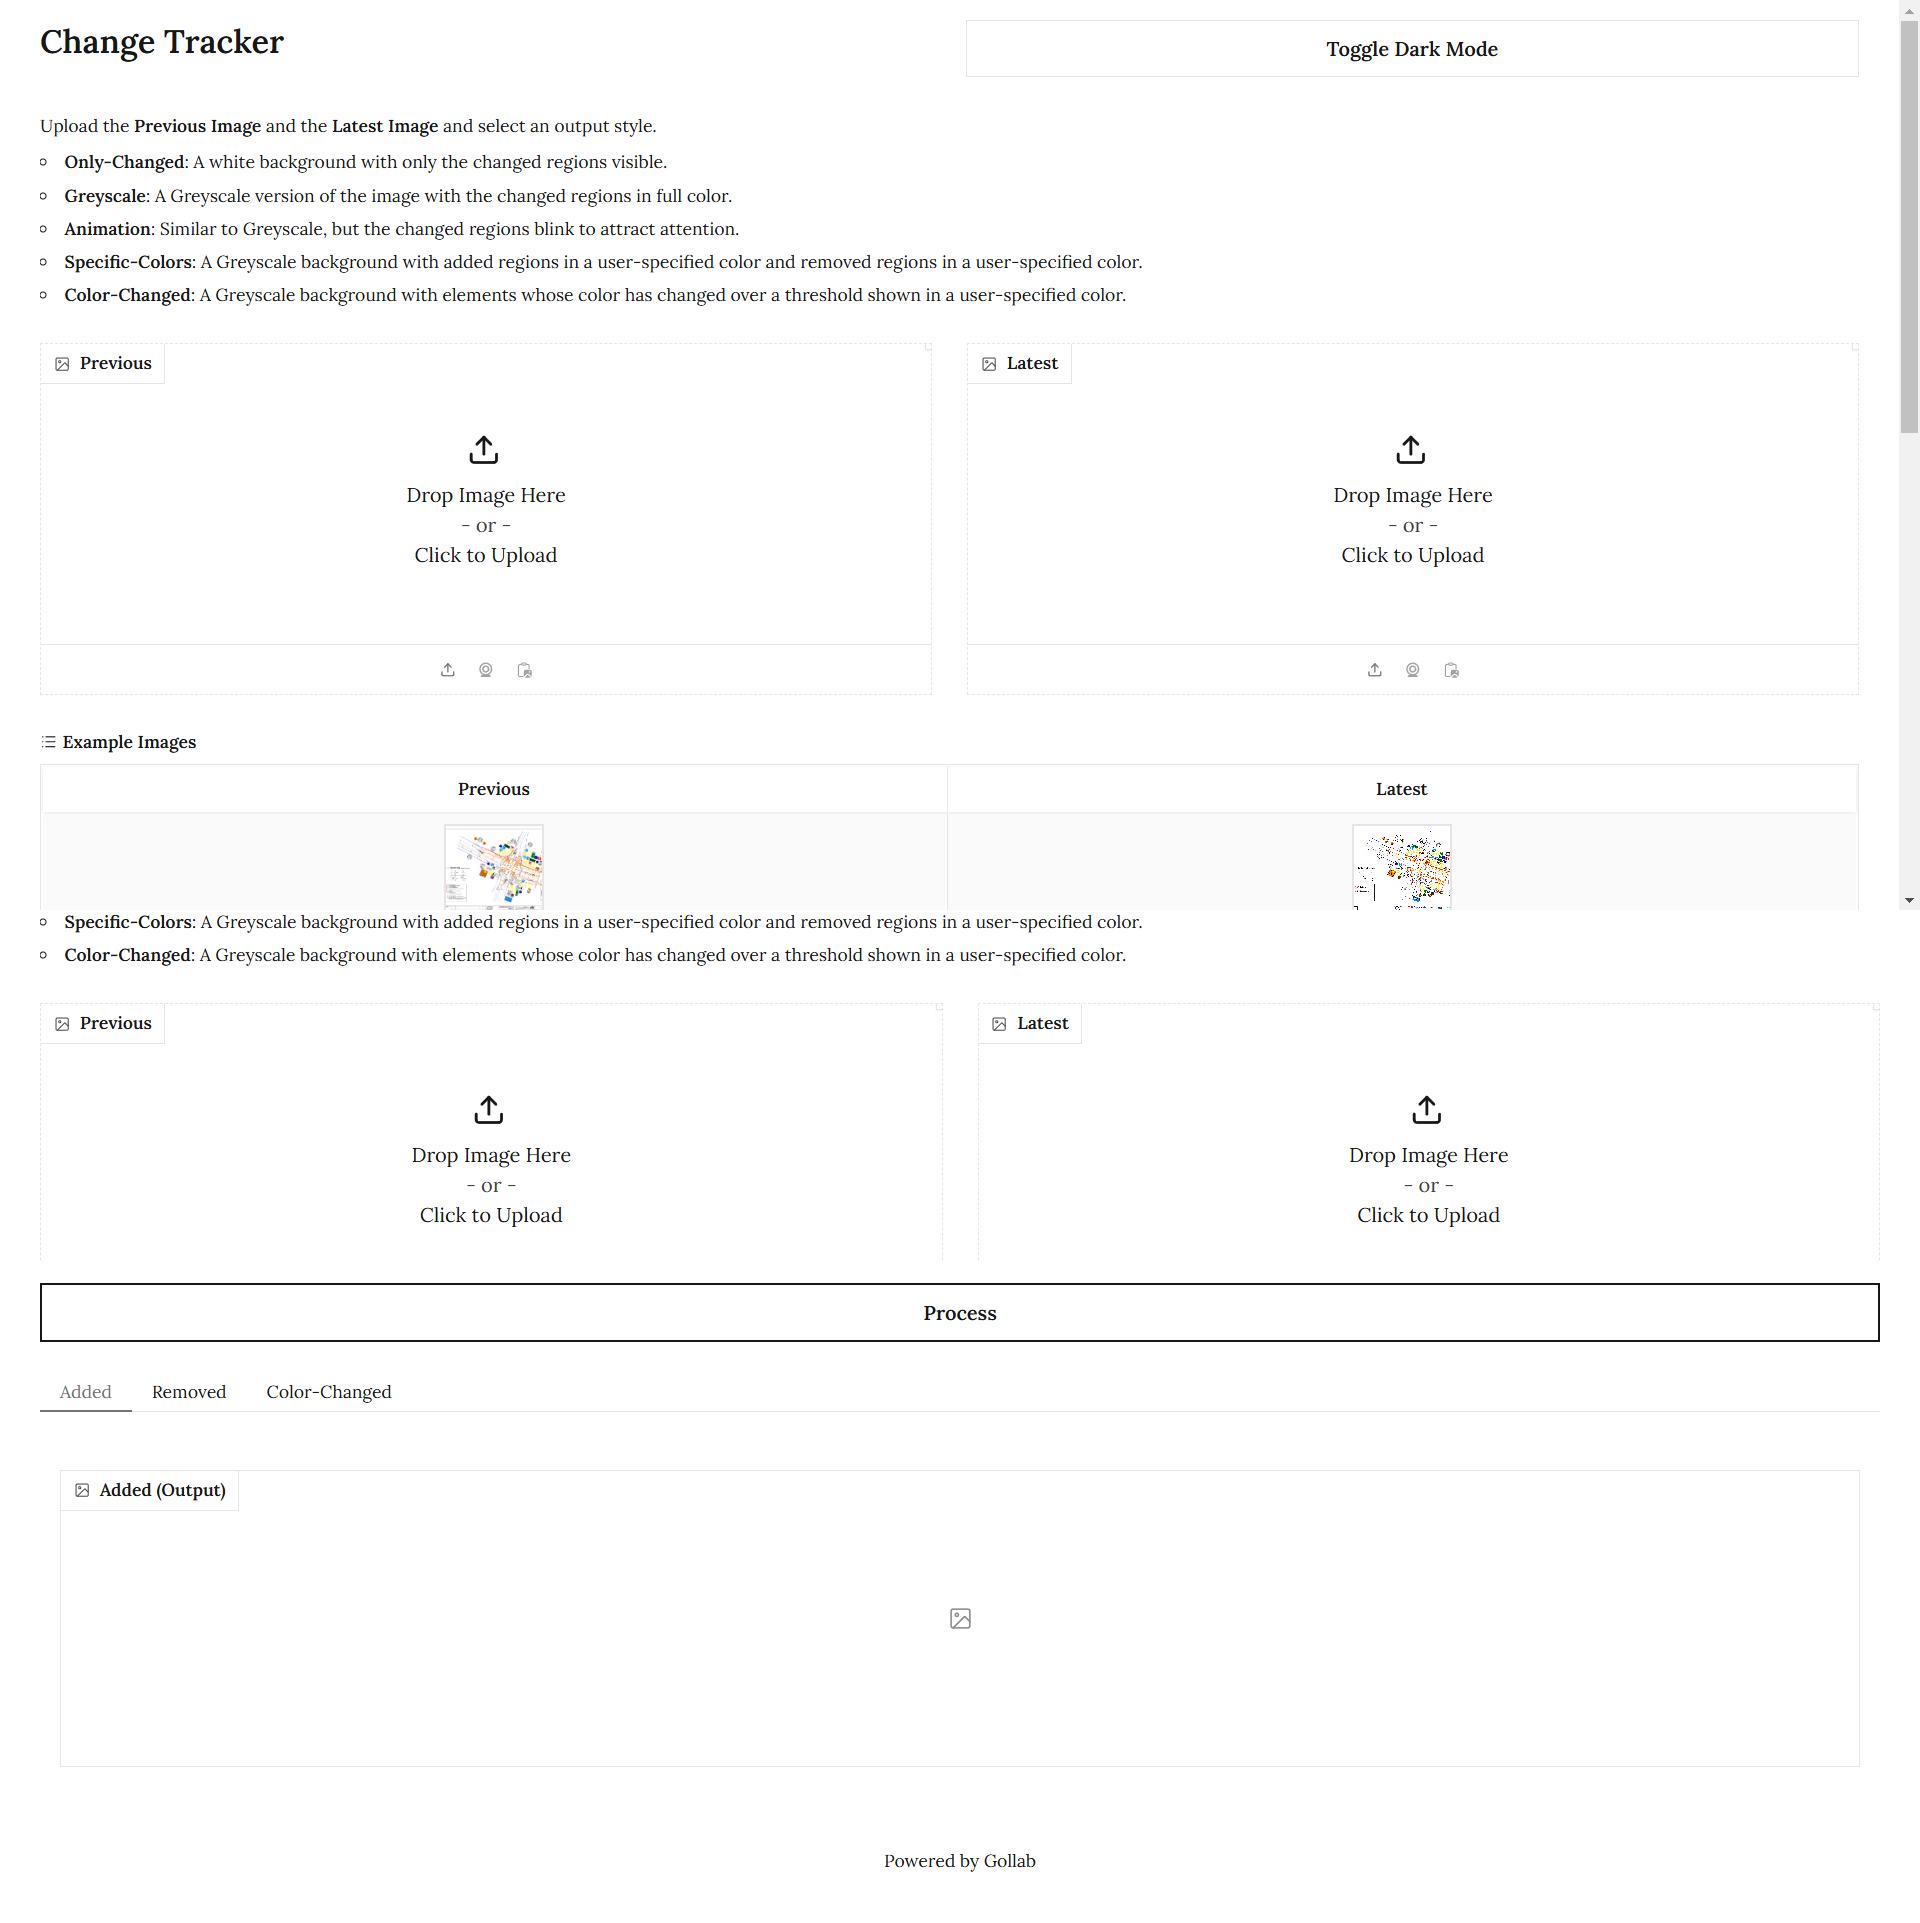 Change Tracker
Toggle Dark Mode
Upload the Previous Image and the Latest Image and select an output style.
Only-Changed: A white background with only the changed regions visible.
Greyscale: A Greyscale version of the image with the changed regions in full color.
Animation: Similar to Greyscale, but the changed regions blink to attract attention.
Specific-Colors: A Greyscale background with added regions in a user-specified color and removed regions in a user-specified color.
Color-Changed: A Greyscale background with elements whose color has changed over a threshold shown in a user-specified color.
Previous
Drop Image Here
- or -
Click to Upload
Latest
Drop Image Here
- or -
Click to Upload
Example Images
Previous
Latest
Specific-Colors: A Greyscale background with added regions in a user-specified color and removed regions in a user-specified color.
Color-Changed: A Greyscale background with elements whose color has changed over a threshold shown in a user-specified color.
Previous
Drop Image Here
- or -
Click to Upload
Latest
Drop Image Here
- or -
Click to Upload
Process
Added
Removed
Color-Changed
Added (Output)
Powered by Gollab